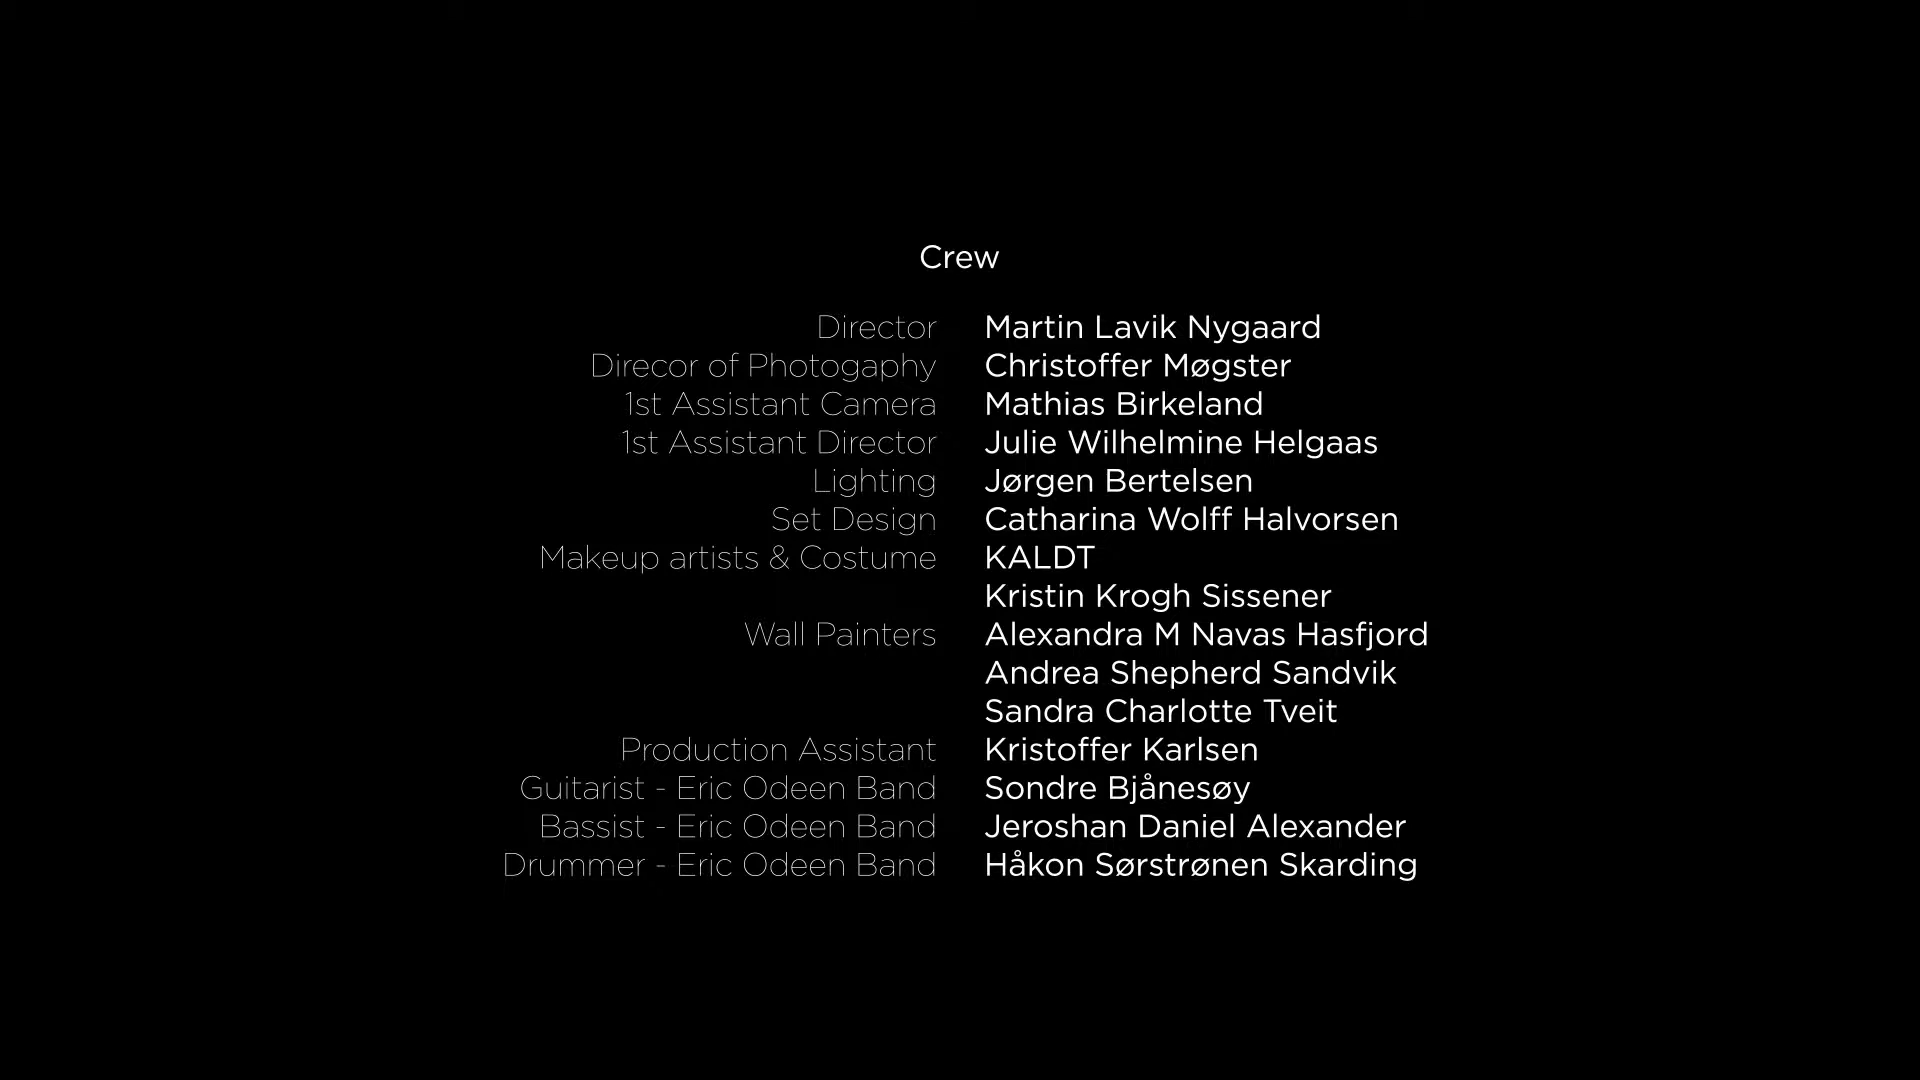 Crew
Director Martin Lavik Nygaard
Direcor of Photogaphy Christoffer Møgster
1st Assistant Camera Mathias Birkeland
1st Assistant Director Julie Wilhelmine Helgaas
Lighting Jørgen Bertelsen
Set Design Catharina Wolff Halvorsen
Makeup artists & Costume KALDT
Kristin Krogh Sissener
Wall Painters Alexandra M Navas Hasfjord
Andrea Shepherd Sandvik
Sandra Charlotte Tveit
Production Assistant Kristoffer Karlsen
Guitarist - Eric Odeen Band Sondre Bjånesøy
Bassist - Eric Odeen Band Jeroshan Daniel Alexander
Drummer - Eric Odeen Band Håkon Sørstrønen Skarding